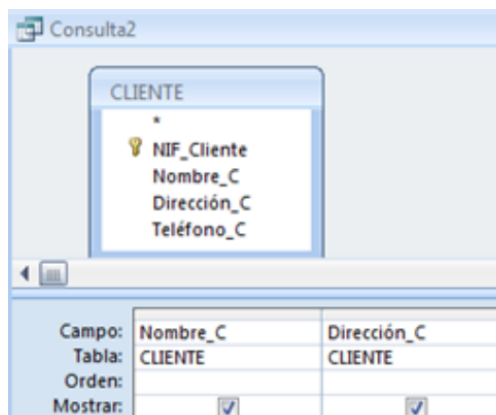 Consulta2
CLIENTE
*
NIF_Cliente
Nombre_C
Dirección_C
Teléfono_C
Campo: Nombre_C Dirección_C
Tabla: CLIENTE CLIENTE
Orden:
Mostrar: